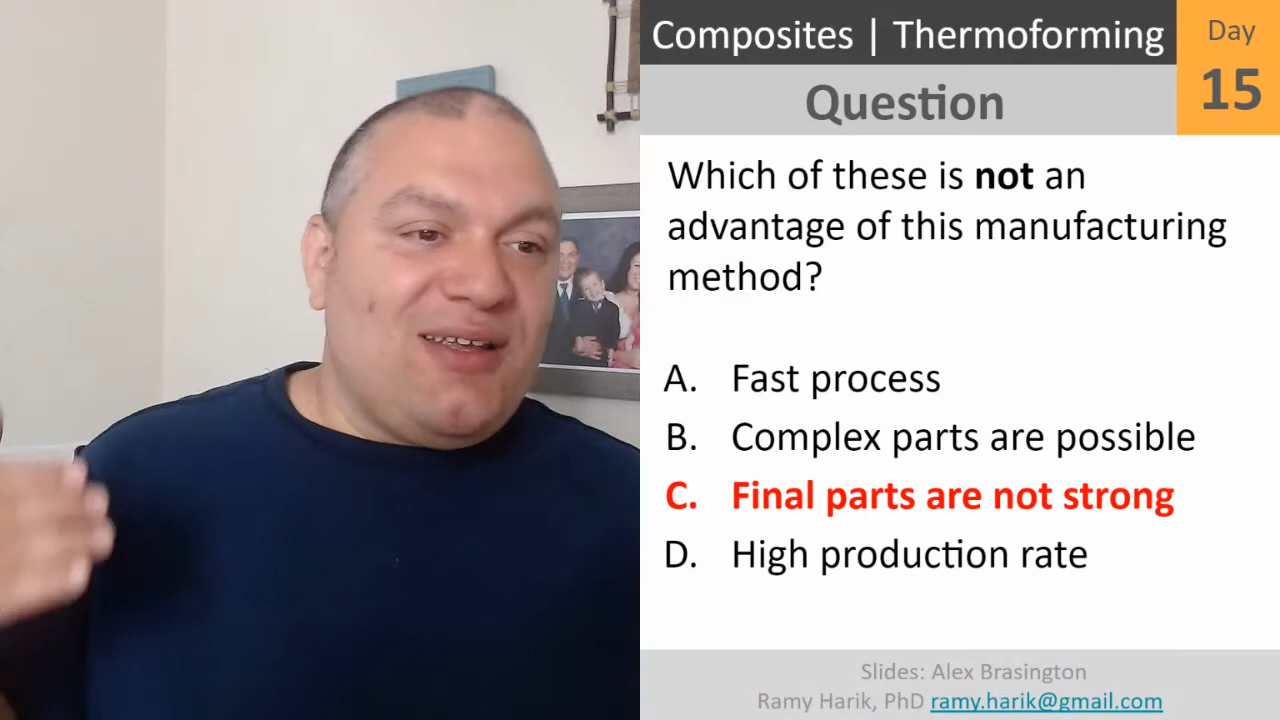 Composites | Thermoforming
Day
15
Question
Which of these is not an
advantage of this manufacturing
method?
A. Fast process
B. Complex parts are possible
C. Final parts are not strong
D. High production rate
Slides: Alex Brasington
Ramy Harik, PhD ramy.harik@gmail.com